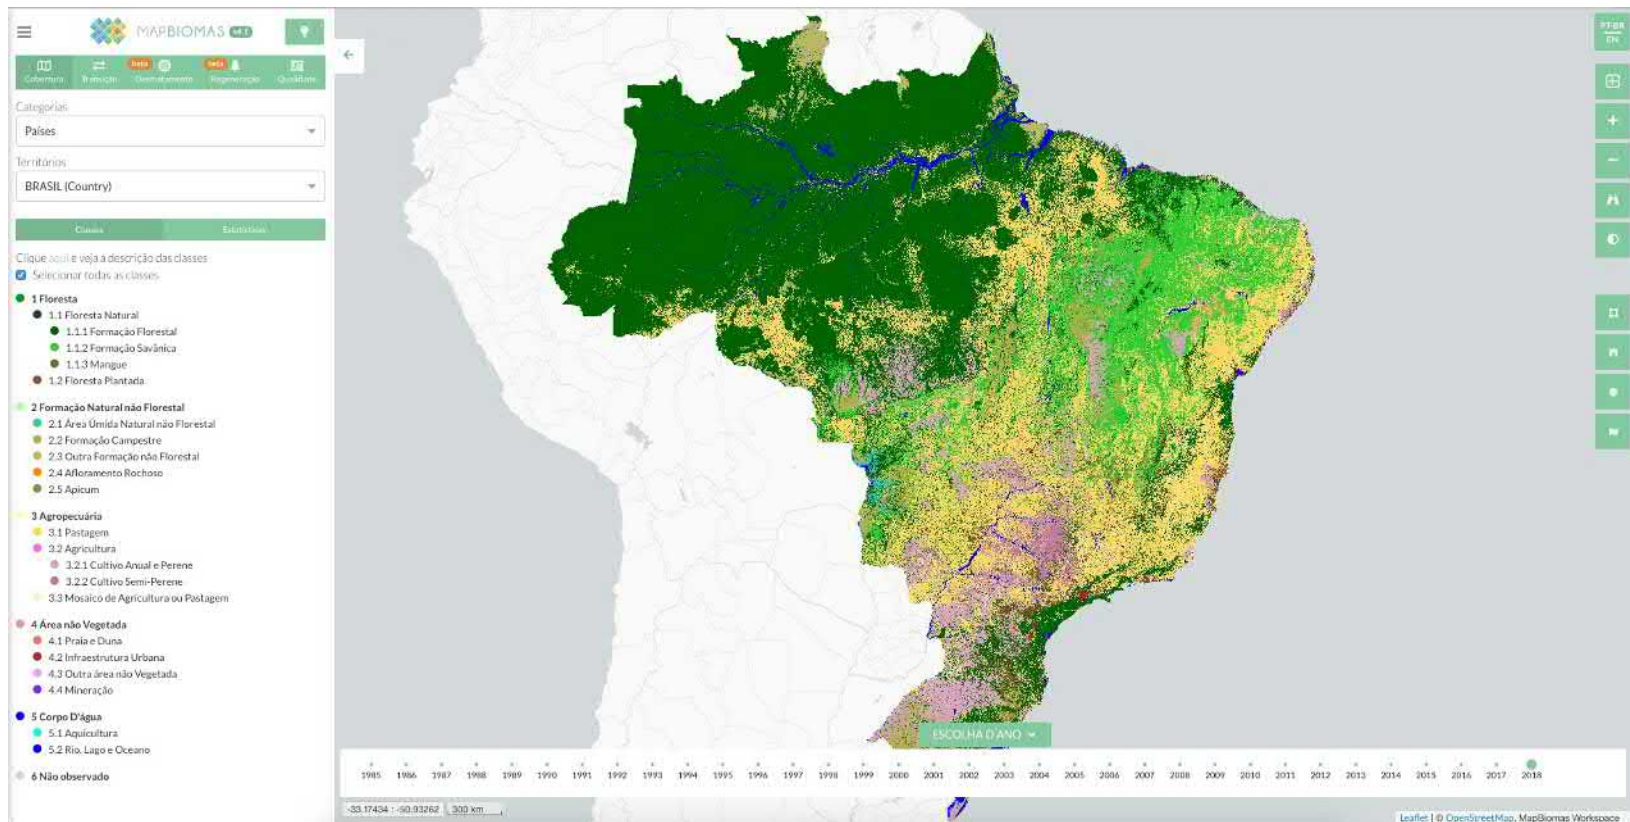 MAPBIOMAS v4.1
PT-BR
EN
Cobertura
Transição
beta
Desmatamento
beta
Regeneração
Qualidade
Categorias
Países
Territórios
BRASIL (Country)
Classes
Estatísticas
Clique aqui e veja a descrição das classes
Selecionar todas as classes
1 Floresta
1.1 Floresta Natural
1.1.1 Formação Florestal
1.1.2 Formação Savânica
1.1.3 Mangue
1.2 Floresta Plantada
2 Formação Natural não Florestal
2.1 Área Úmida Natural não Florestal
2.2 Formação Campestre
2.3 Outra Formação não Florestal
2.4 Afloramento Rochoso
2.5 Apicum
3 Agropecuária
3.1 Pastagem
3.2 Agricultura
3.2.1 Cultivo Anual e Perene
3.2.2 Cultivo Semi-Perene
3.3 Mosaico de Agricultura ou Pastagem
4 Área não Vegetada
4.1 Praia e Duna
4.2 Infraestrutura Urbana
4.3 Outra área não Vegetada
4.4 Mineração
5 Corpo D'água
5.1 Aquicultura
5.2 Rio, Lago e Oceano
6 Não observado
ESCOLHA O ANO
1985 1986 1987 1988 1989 1990 1991 1992 1993 1994 1995 1996 1997 1998 1999 2000 2001 2002 2003 2004 2005 2006 2007 2008 2009 2010 2011 2012 2013 2014 2015 2016 2017 2018
-33.17434 : -50.93262 300 km
Leaflet | © OpenStreetMap, MapBiomas Workspace